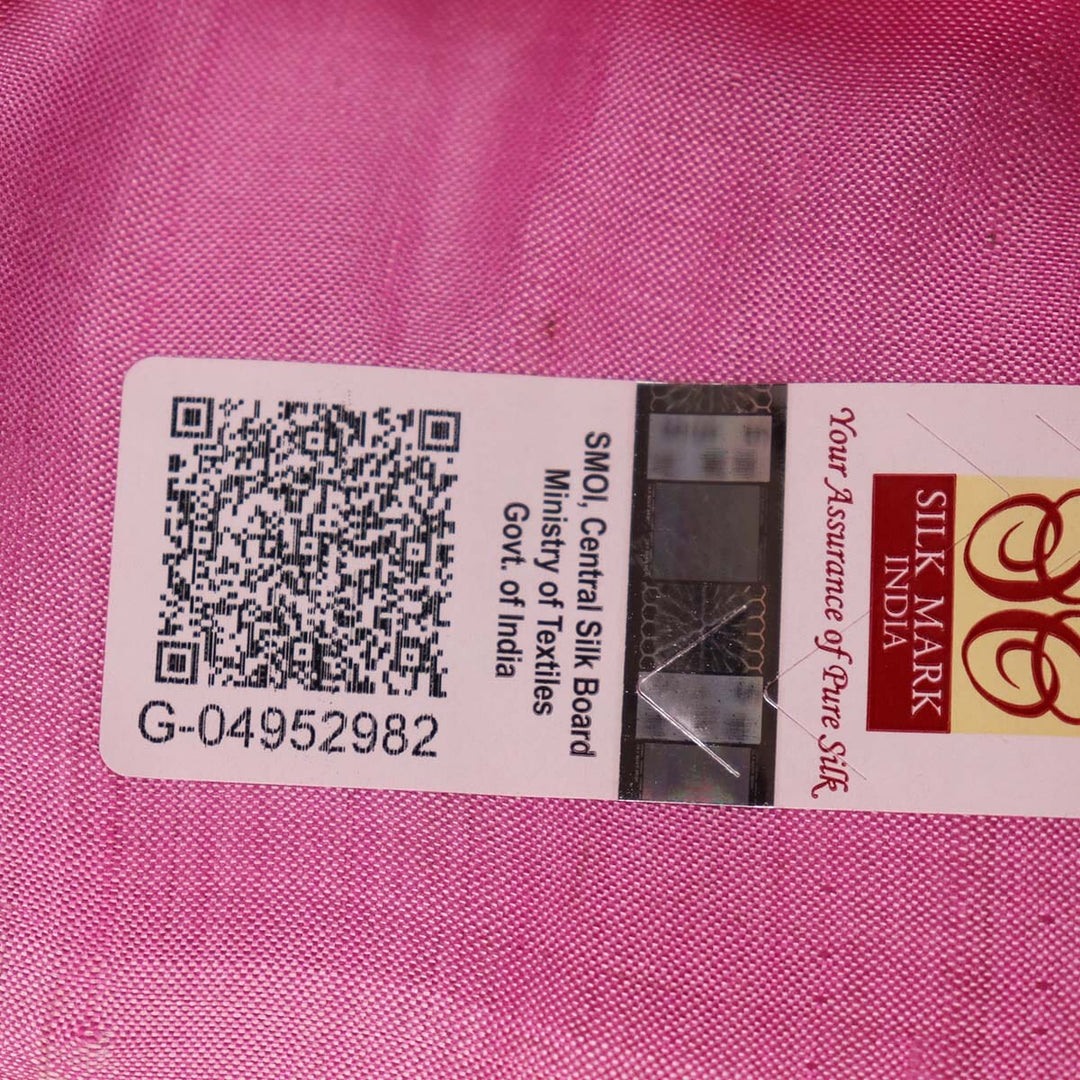 G-04952982
SMOI, Central Silk Board
Ministry of Textiles
Govt. of India
Your Assurance of Pure Silk
SILK MARK
INDIA